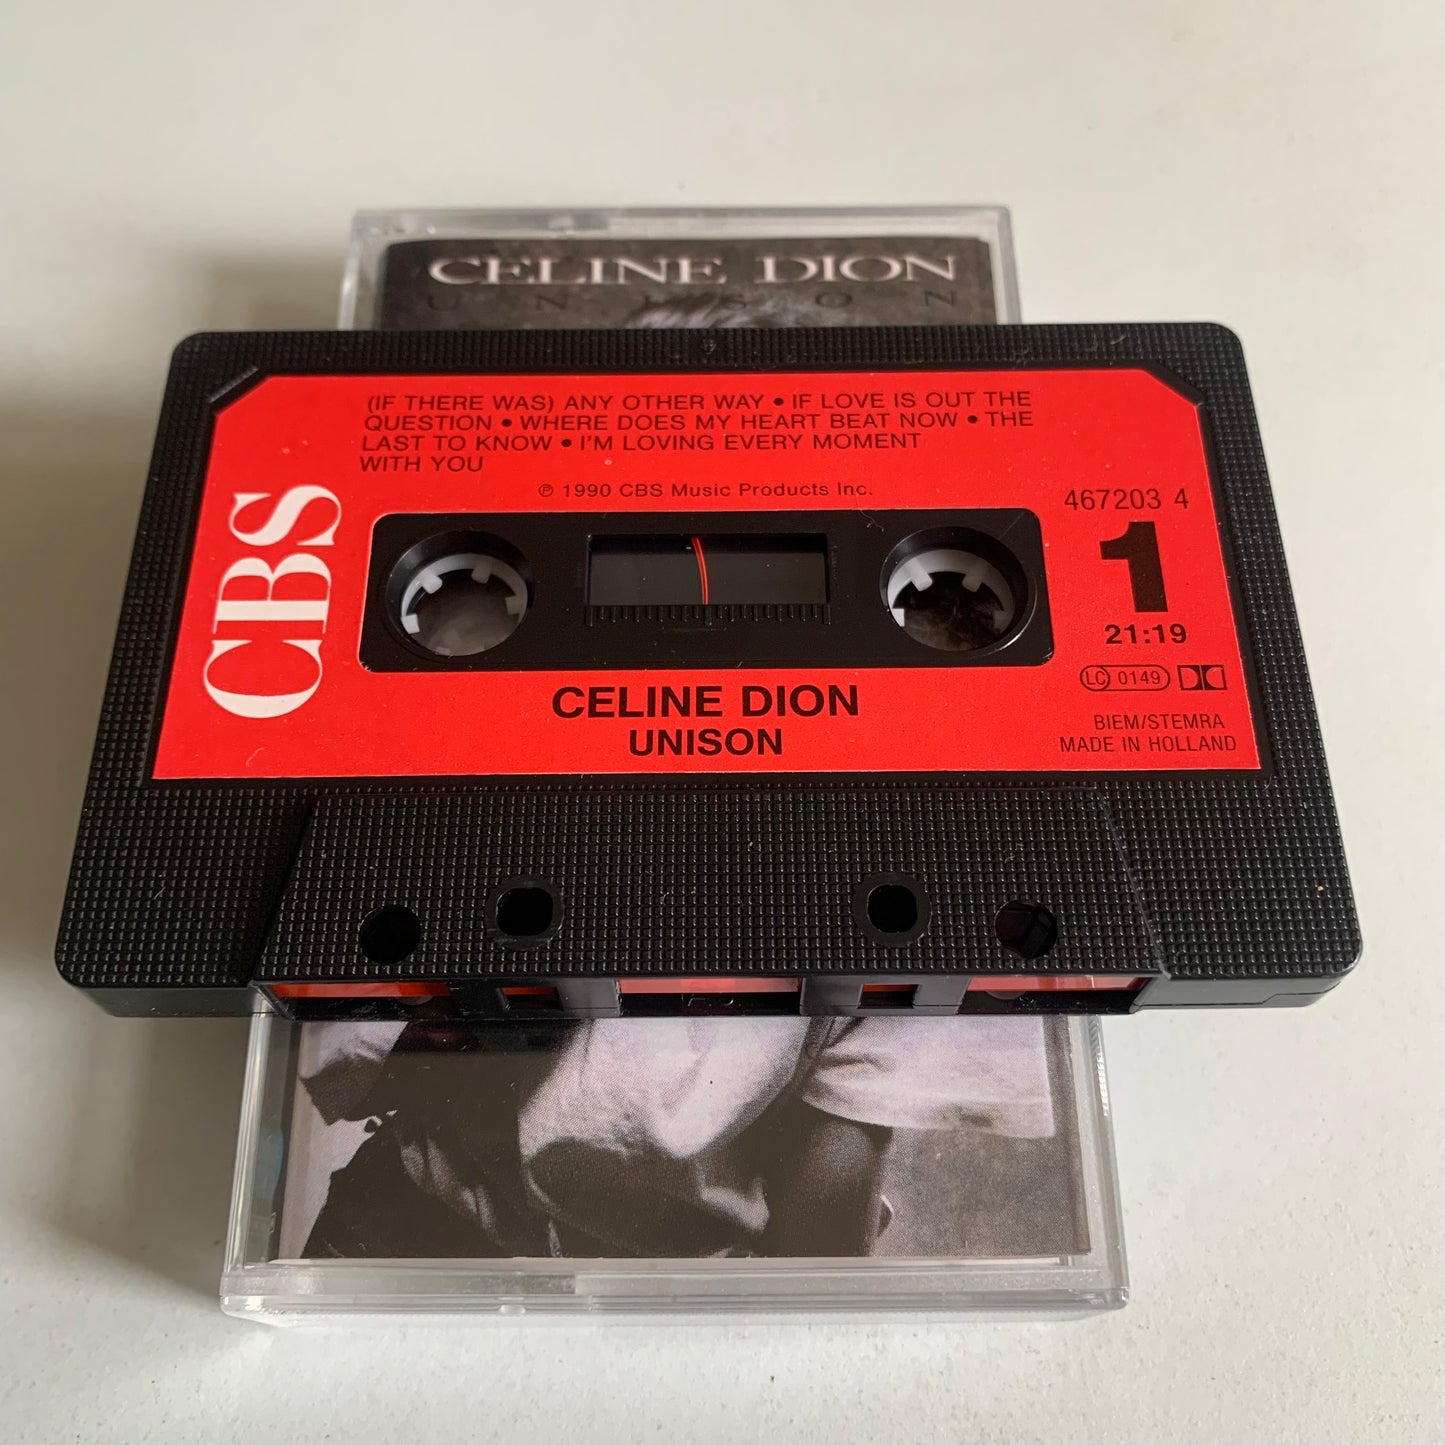 CELINE DION
UNISON
(IF THERE WAS) ANY OTHER WAY • IF LOVE IS OUT THE
QUESTION • WHERE DOES MY HEART BEAT NOW • THE
LAST TO KNOW • I'M LOVING EVERY MOMENT
WITH YOU
℗ 1990 CBS Music Products Inc.
CBS
467203 4
1
21:19
LC 0149
CELINE DION
UNISON
BIEM/STEMRA
MADE IN HOLLAND